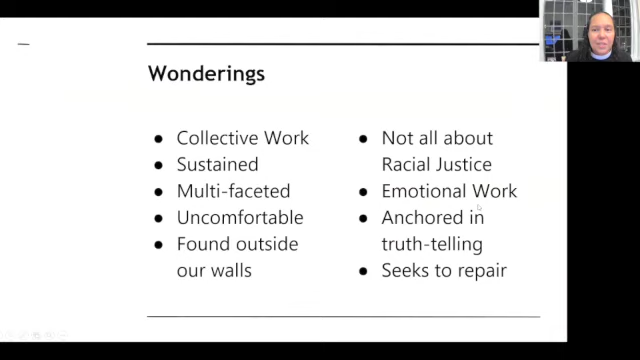 Wonderings
● Collective Work
● Sustained
● Multi-faceted
● Uncomfortable
● Found outside
our walls
● Not all about
Racial Justice
● Emotional Work
● Anchored in
truth-telling
● Seeks to repair